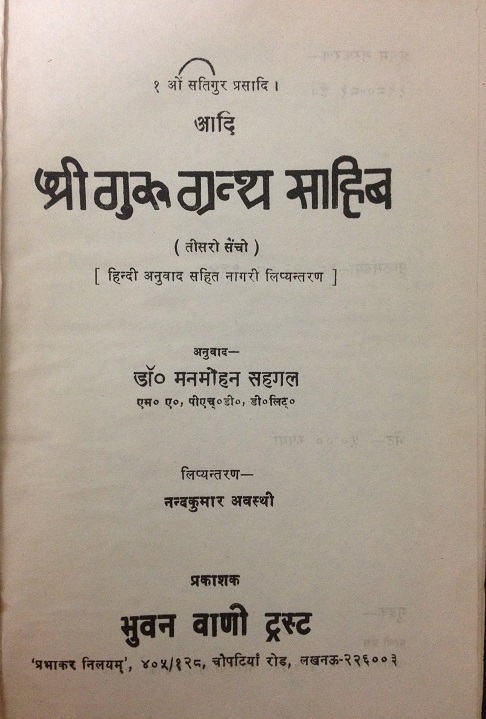 १ ओं सतिगुर प्रसादि ।
आदि
श्री गुरू ग्रन्थ साहिब
( तीसरी सैंची )
[ हिन्दी अनुवाद सहित नागरी लिप्यन्तरण ]
अनुवाद—
डॉ० मनमोहन सहगल
एम० ए०, पीएच्०डी०, डी०लिट्०
लिप्यन्तरण—
नन्दकुमार अवस्थी
प्रकाशक
भुवन वाणी ट्रस्ट
'प्रभाकर निलयम्', ४०५/१२८, चौपटियाँ रोड, लखनऊ-२२६००३